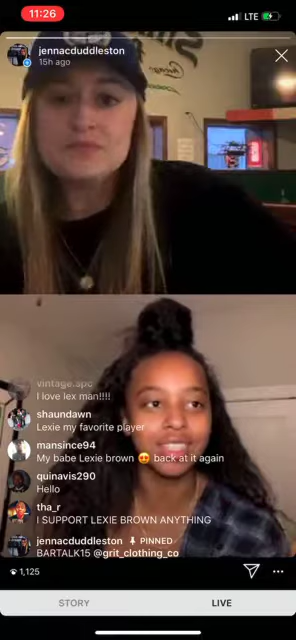 11:26
LTE
jennacduddleston
15h ago
vintage.spc
I love lex man!!!!
shaundawn
Lexie my favorite player
mansince94
My babe Lexie brown 😍 back at it again
quinavis290
Hello
tha_r
I SUPPORT LEXIE BROWN ANYTHING
jennacduddleston PINNED
BARTALK15 @grit_clothing_co
1,125
STORY LIVE